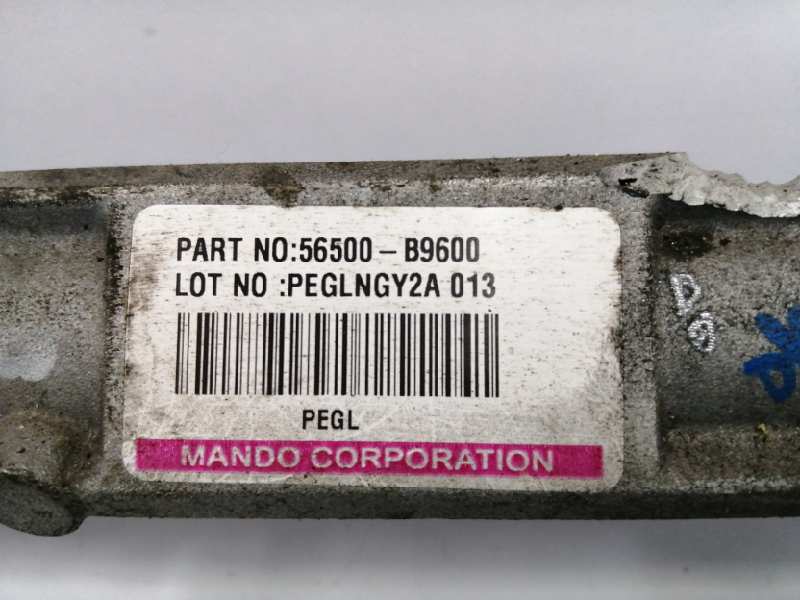 PART NO:56500-B9600
LOT NO :PEGLNGY2A 013
PEGL
MANDO CORPORATION